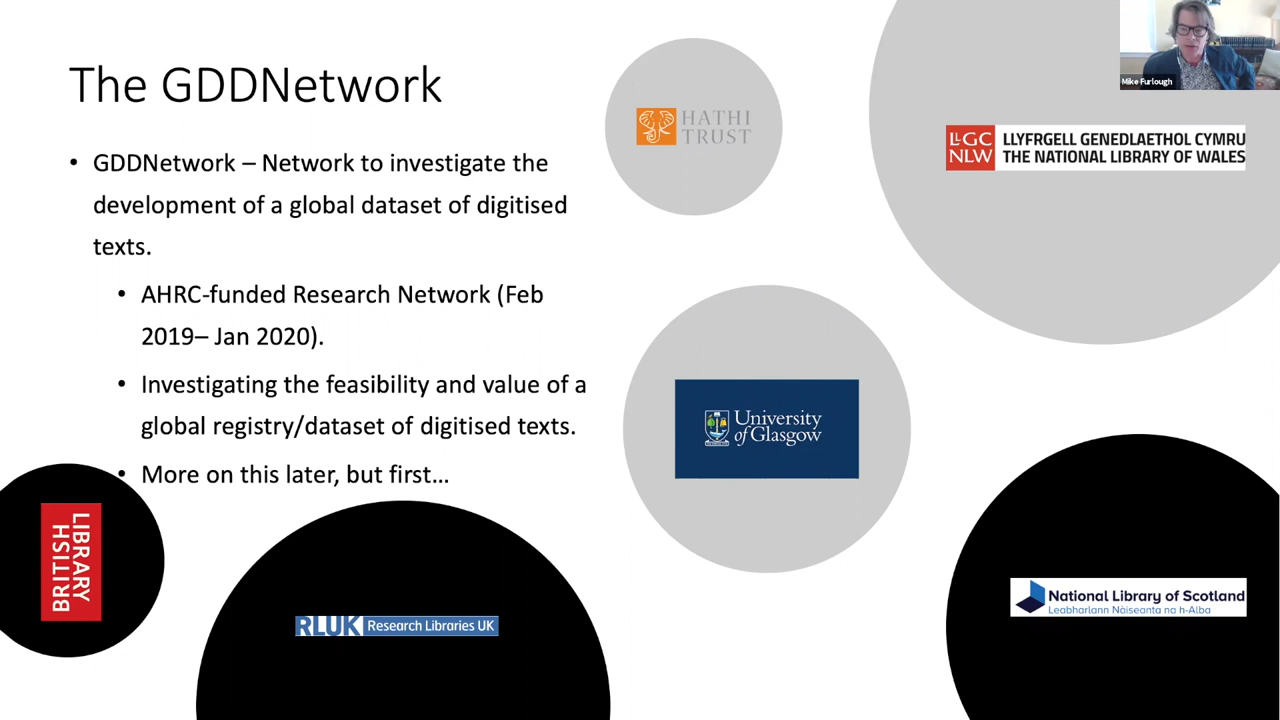 The GDDNetwork
• GDDNetwork – Network to investigate the
development of a global dataset of digitised
texts.
• AHRC-funded Research Network (Feb
2019– Jan 2020).
• Investigating the feasibility and value of a
global registry/dataset of digitised texts.
• More on this later, but first…
HATHI
TRUST
LLGC
NLW
LLYFRGELL GENEDLAETHOL CYMRU
THE NATIONAL LIBRARY OF WALES
Mike Furlough
University
of Glasgow
BRITISH
LIBRARY
RLUK Research Libraries UK
National Library of Scotland
Leabharlann Nàiseanta na h-Alba